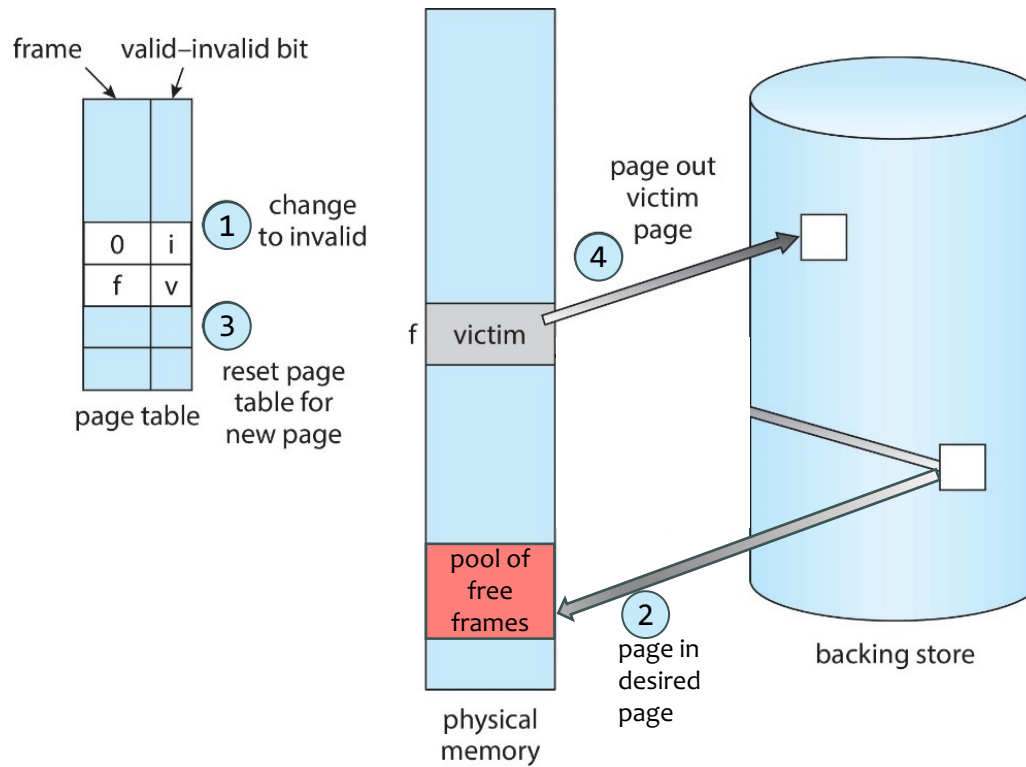 frame
valid–invalid bit
0
i
f
v
1
change
to invalid
3
reset page
table for
new page
page table
f
victim
pool of
free
frames
physical
memory
page out
victim
page
4
2
page in
desired
page
backing store